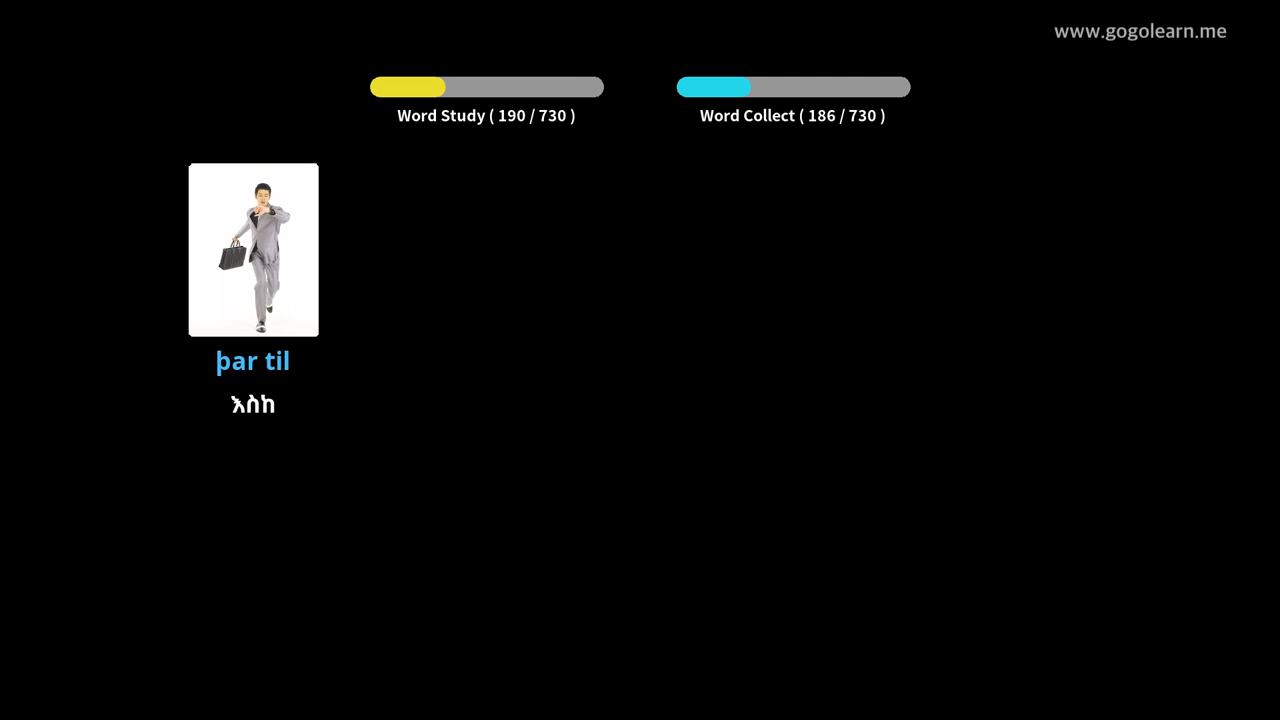 www.gogolearn.me
Word Study ( 190 / 730 )
Word Collect ( 186 / 730 )
þar til
እስከ